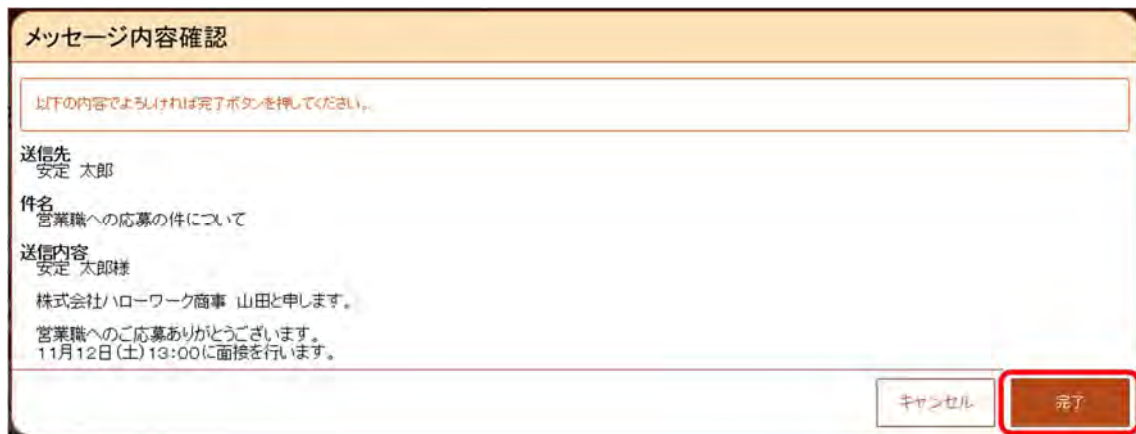 メッセージ内容確認
以下の内容でよろしければ完了ボタンを押してください。
送信先
安定 太郎
件名
営業職への応募の件について
送信内容
安定 太郎様
株式会社ハローワーク商事 山田と申します。
営業職へのご応募ありがとうございます。
11月12日(土)13:00に面接を行います。
キャンセル
完了